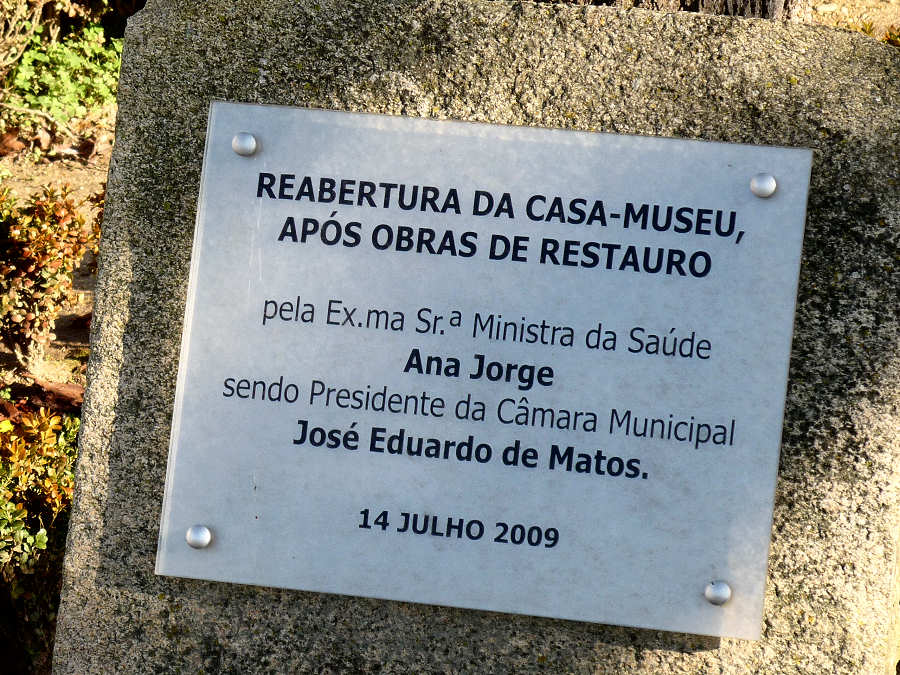 REABERTURA DA CASA-MUSEU,
APÓS OBRAS DE RESTAURO
pela Ex.ma Sr.ª Ministra da Saúde
Ana Jorge
sendo Presidente da Câmara Municipal
José Eduardo de Matos.
14 JULHO 2009